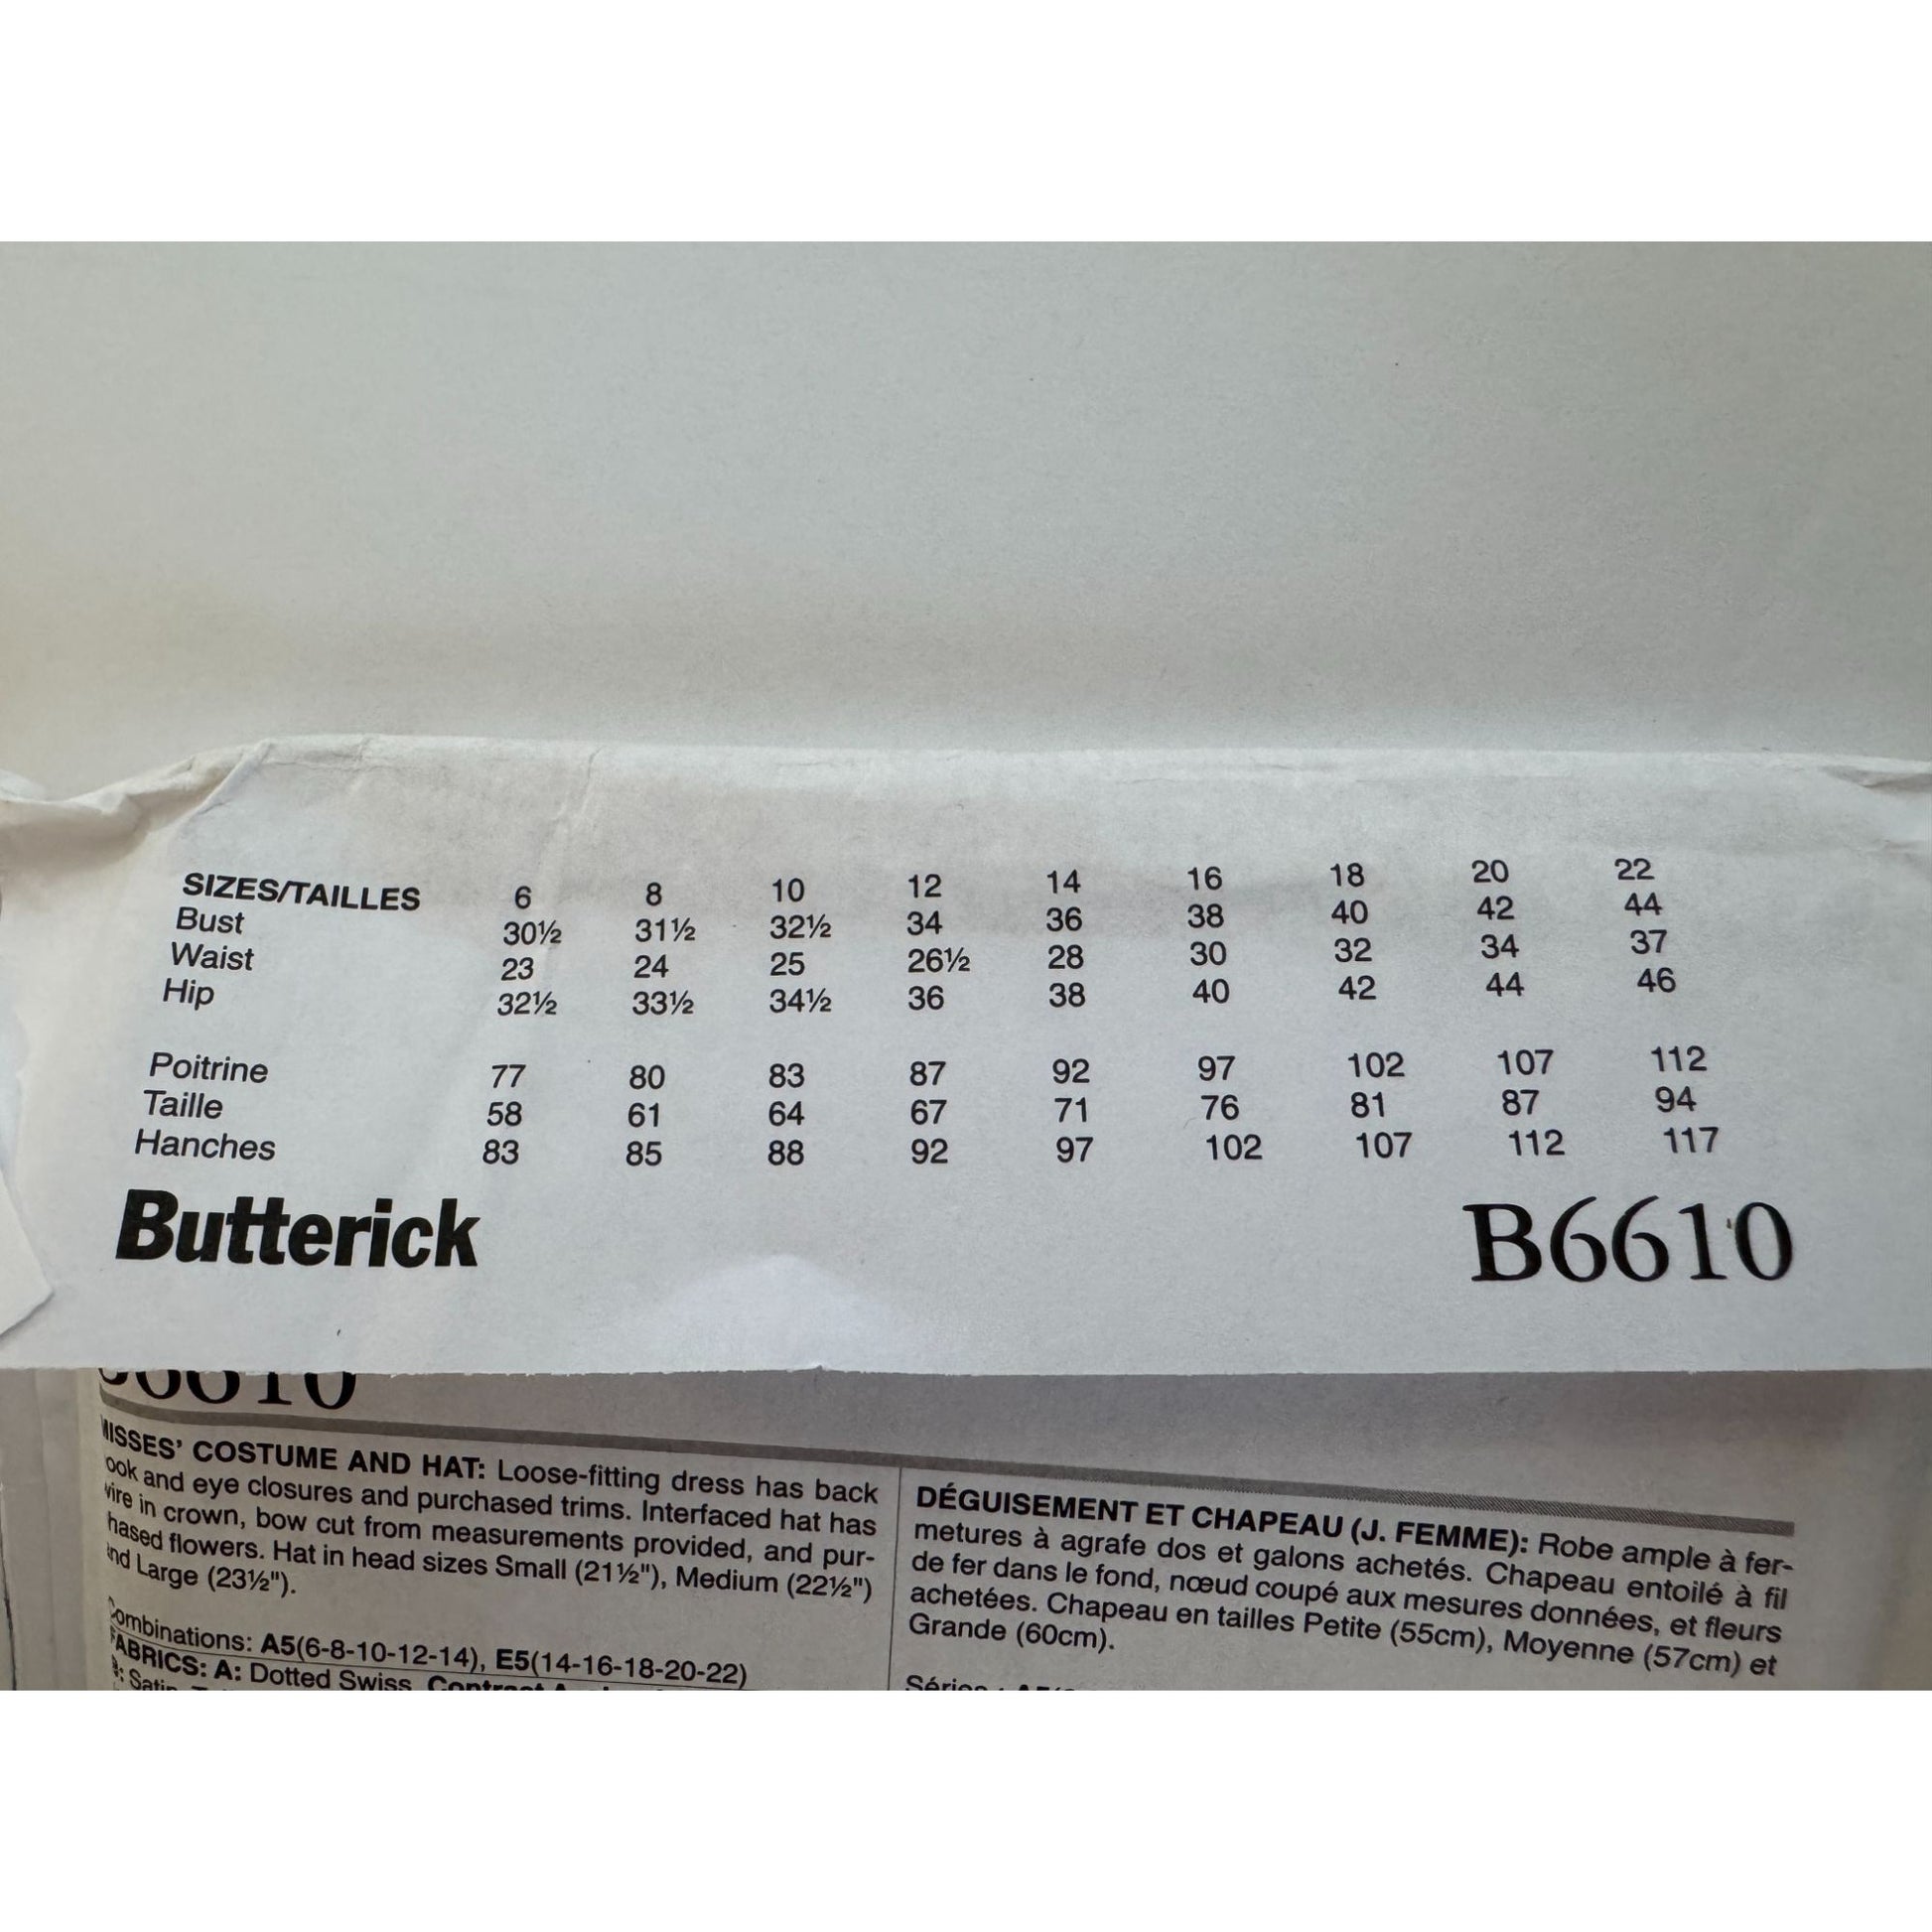 SIZES/TAILLES 6 8 10 12 14 16 18 20 22
Bust 30½ 31½ 32½ 34 36 38 40 42 44
Waist 23 24 25 26½ 28 30 32 34 37
Hip 32½ 33½ 34½ 36 38 40 42 44 46
Poitrine 77 80 83 87 92 97 102 107 112
Taille 58 61 64 67 71 76 81 87 94
Hanches 83 85 88 92 97 102 107 112 117
Butterick B6610
MISSES' COSTUME AND HAT: Loose-fitting dress has back
and eye closures and purchased trims. Interfaced hat has
wire in crown, bow cut from measurements provided, and pur-
hased flowers. Hat in head sizes Small (21½"), Medium (22½")
and Large (23½").
Combinations: A5(6-8-10-12-14), E5(14-16-18-20-22)
FABRICS: A: Dotted Swiss
DÉGUISEMENT ET CHAPEAU (J. FEMME): Robe ample à fer-
metures à agrafe dos et galons achetés. Chapeau entoilé à fil
de fer dans le fond, nœud coupé aux mesures données, et fleurs
achetées. Chapeau en tailles Petite (55cm), Moyenne (57cm) et
Grande (60cm).